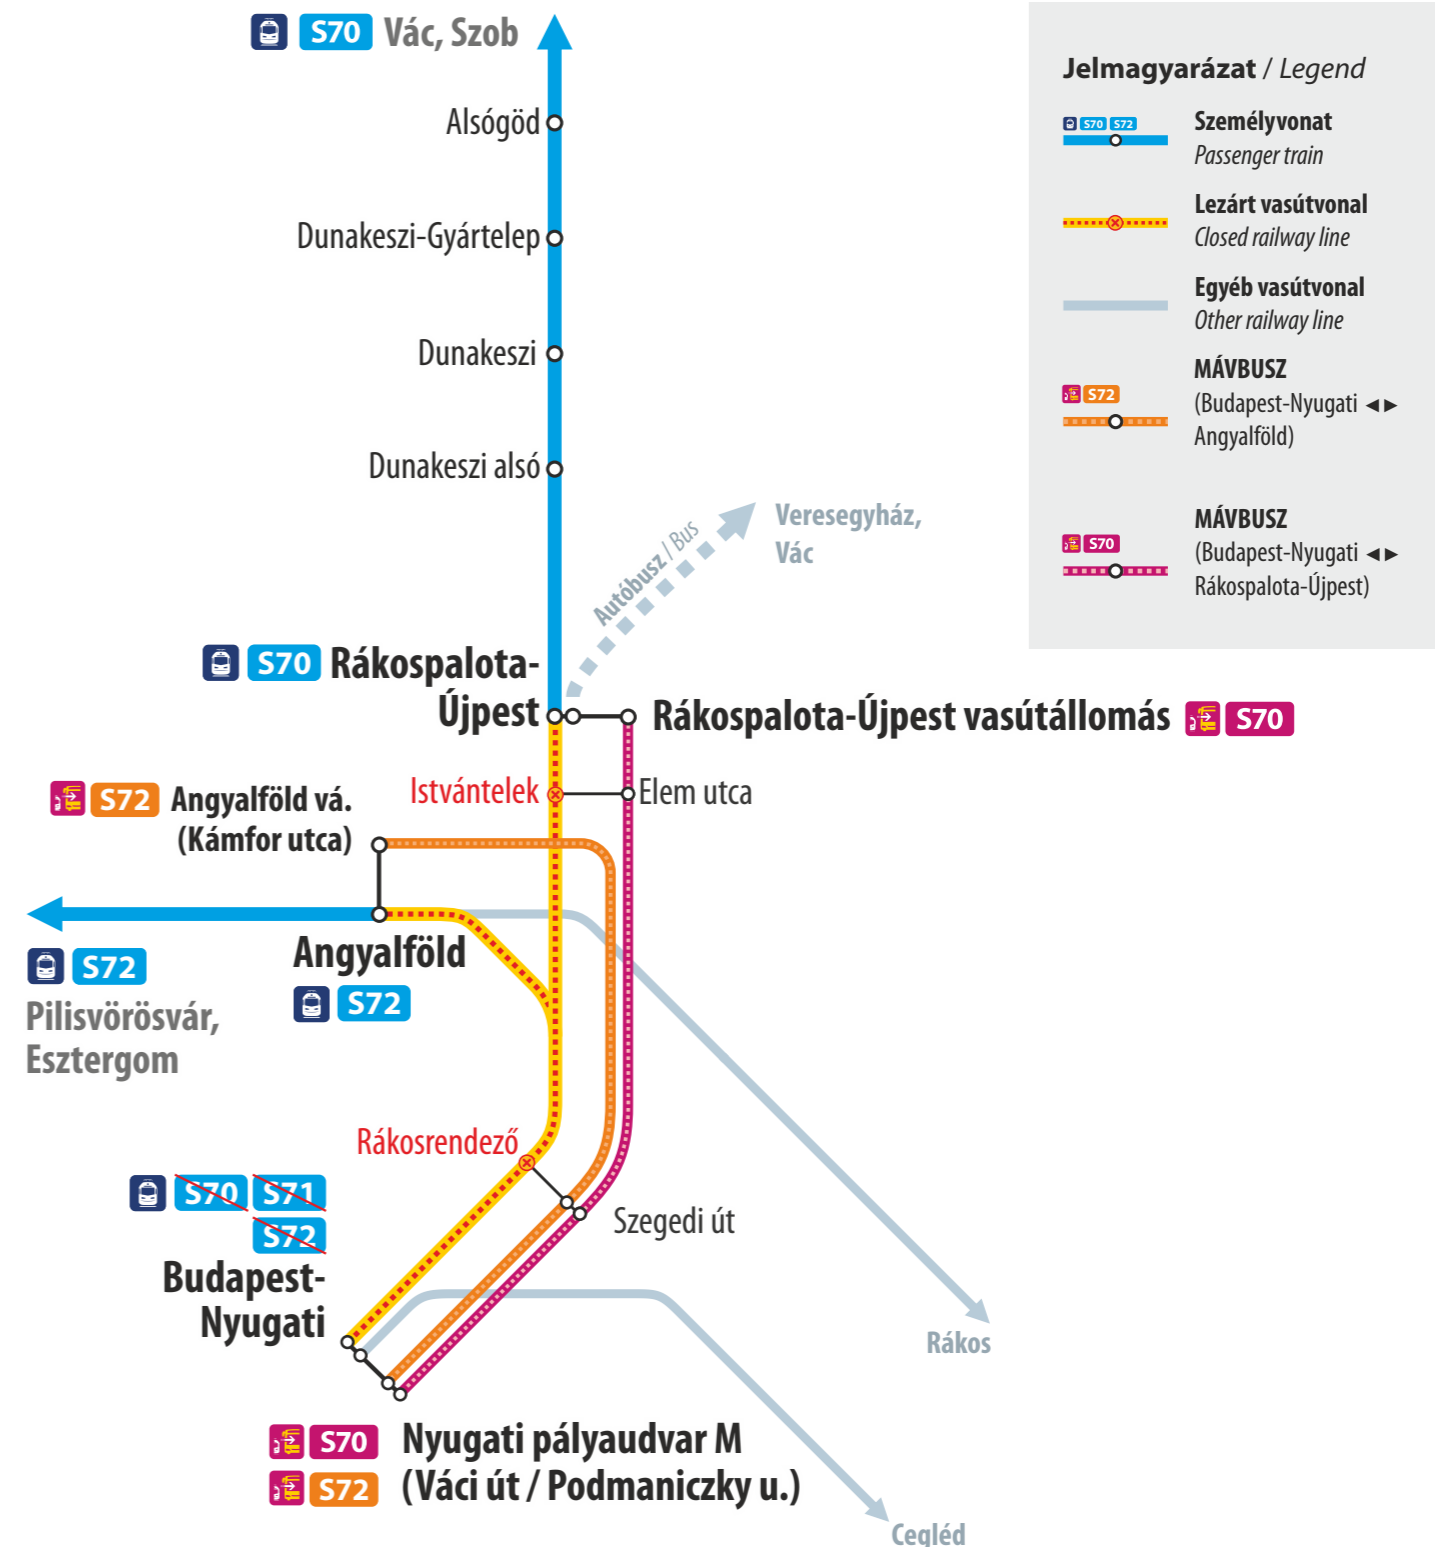 S70 Vác, Szob
Alsógöd
Dunakeszi-Gyártelep
Dunakeszi
Dunakeszi alsó
Autóbusz / Bus
Veresegyház,
Vác
S70 Rákospalota-
Újpest
Rákospalota-Újpest vasútállomás S70
Istvántelek
Elem utca
S72 Angyalföld vá.
(Kámfor utca)
Angyalföld
S72
S72
Pilisvörösvár,
Esztergom
Rákosrendező
Szegedi út
S70 S71
S72
Budapest-
Nyugati
Rákos
S70 Nyugati pályaudvar M
S72 (Váci út / Podmaniczky u.)
Cegléd
Jelmagyarázat / Legend
S70 S72
Személyvonat
Passenger train
Lezárt vasútvonal
Closed railway line
Egyéb vasútvonal
Other railway line
S72
MÁVBUSZ
(Budapest-Nyugati ◄►
Angyalföld)
S70
MÁVBUSZ
(Budapest-Nyugati ◄►
Rákospalota-Újpest)